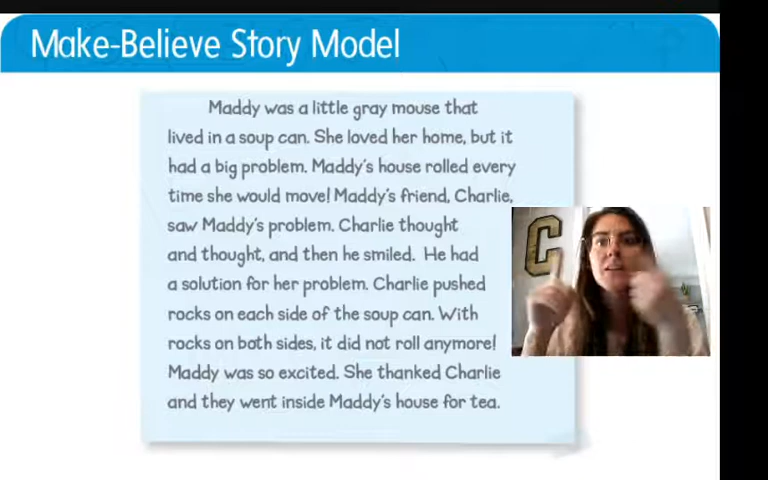 Make-Believe Story Model
Maddy was a little gray mouse that
lived in a soup can. She loved her home, but it
had a big problem. Maddy's house rolled every
time she would move! Maddy's friend, Charlie,
saw Maddy's problem. Charlie thought
and thought, and then he smiled. He had
a solution for her problem. Charlie pushed
rocks on each side of the soup can. With
rocks on both sides, it did not roll anymore!
Maddy was so excited. She thanked Charlie
and they went inside Maddy's house for tea.
C